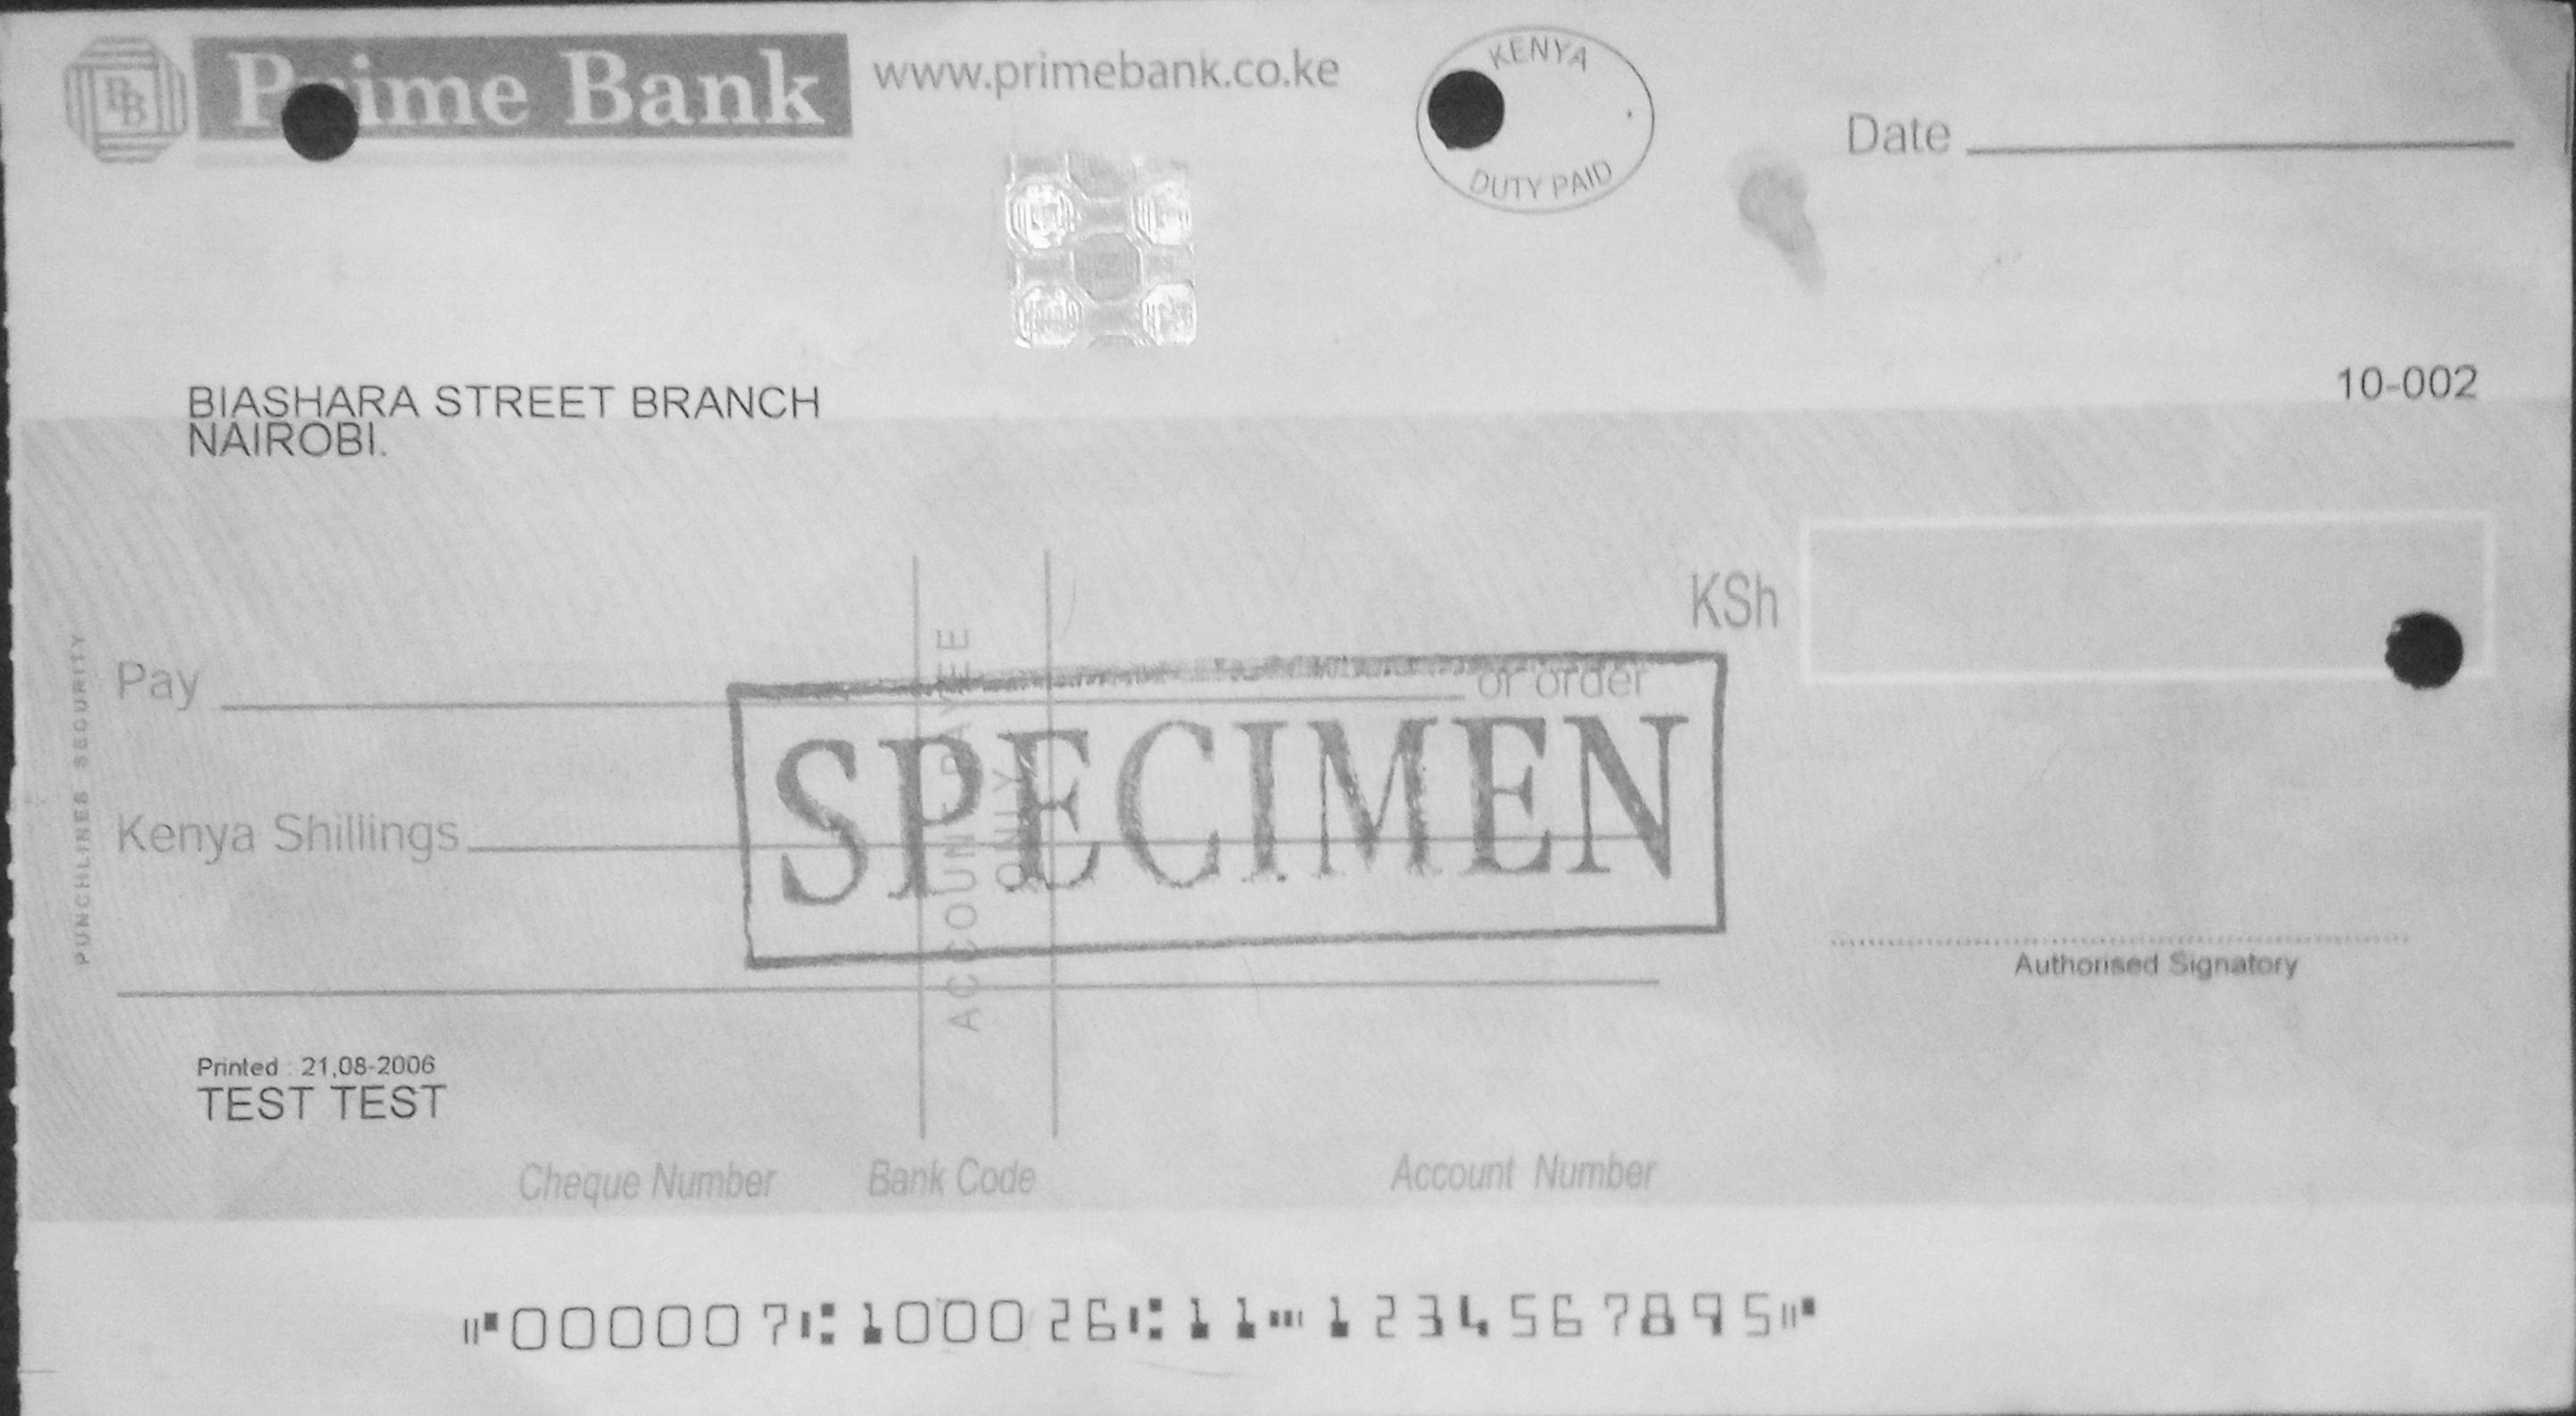 Prime Bank www.primebank.co.ke
KENYA
DUTY PAID
Date
BIASHARA STREET BRANCH
NAIROBI.
10-002
KSh
Pay or order
ACCOUNT PAYEE
ONLY
SPECIMEN
Kenya Shillings
PUNCHLINES SECURITY
Authorised Signatory
Printed : 21,08-2006
TEST TEST
Cheque Number Bank Code Account Number
⑈000007⑆100026⑆11⑉1234567895⑈